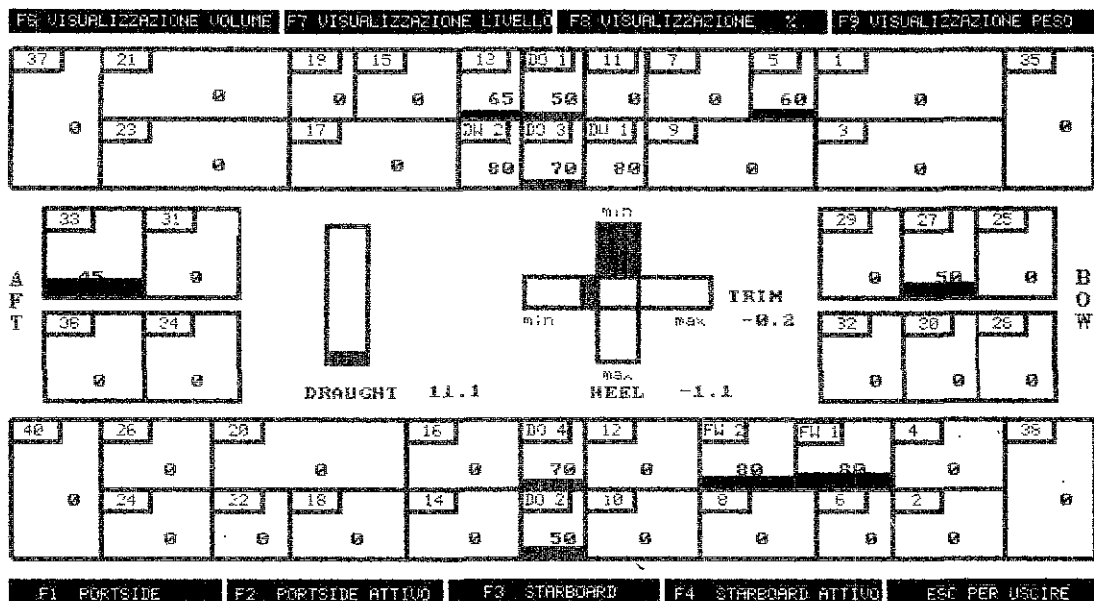 F6 VISUALIZZAZIONE VOLUME F7 VISUALIZZAZIONE LIVELLO F8 VISUALIZZAZIONE % F9 VISUALIZZAZIONE PESO
37 21 19 15 13 DO 1 11 7 5 1 35
0 0 0 65 50 0 0 60 0
0 0
23 17 DW 2 DO 3 DW 1 9 3
0 0 80 70 80 0 0
min
33 31 29 27 25
45 0 0 50 0
AFT BOW
TRIM
min max -0.2
36 34 32 30 28
0 0 0 0 0
max
DRAUGHT 11.1 HEEL -1.1
40 26 20 16 DO 4 12 FW 2 FW 1 4 38
0 0 0 70 0 80 80 0
0 0
24 22 18 14 DO 2 10 8 6 2
0 0 0 0 50 0 0 0 0
F1 PORTSIDE F2 PORTSIDE ATTIVO F3 STARBOARD F4 STARBOARD ATTIVO ESC PER USCIRE